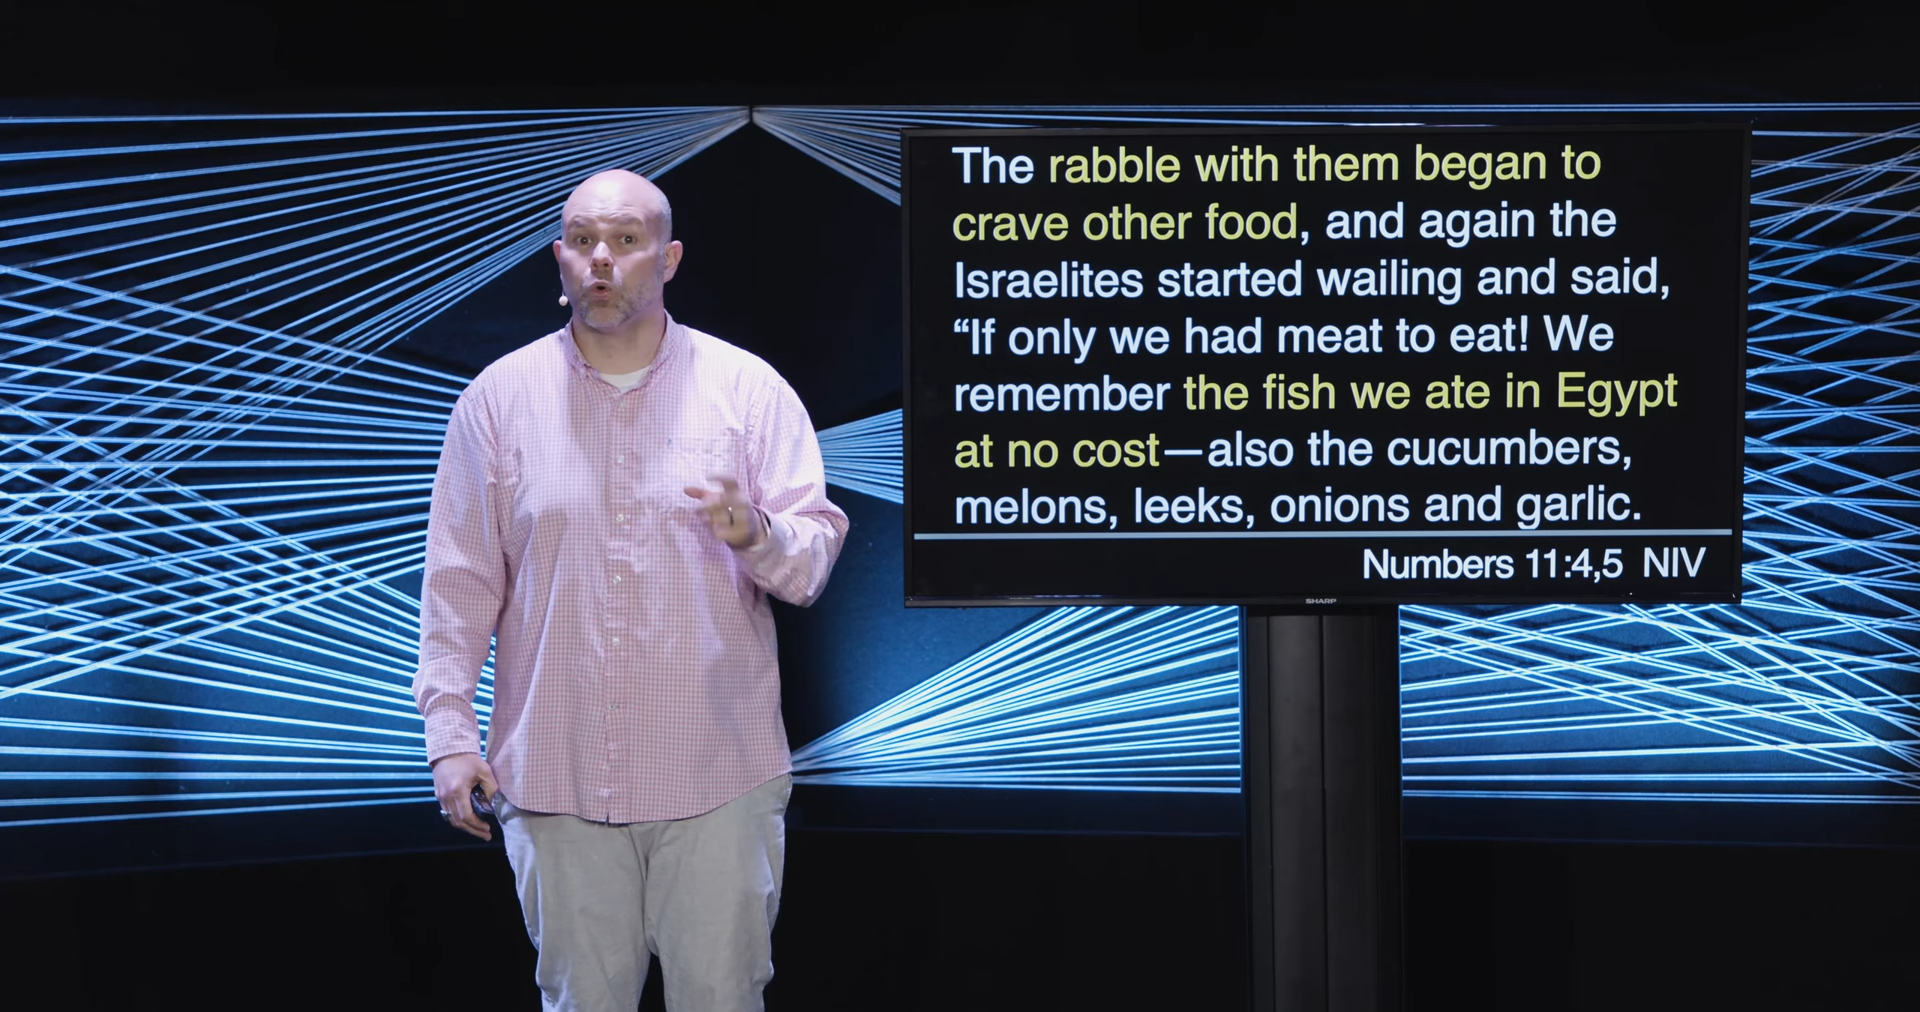 The rabble with them began to
crave other food, and again the
Israelites started wailing and said,
“If only we had meat to eat! We
remember the fish we ate in Egypt
at no cost—also the cucumbers,
melons, leeks, onions and garlic.
Numbers 11:4,5 NIV
SHARP